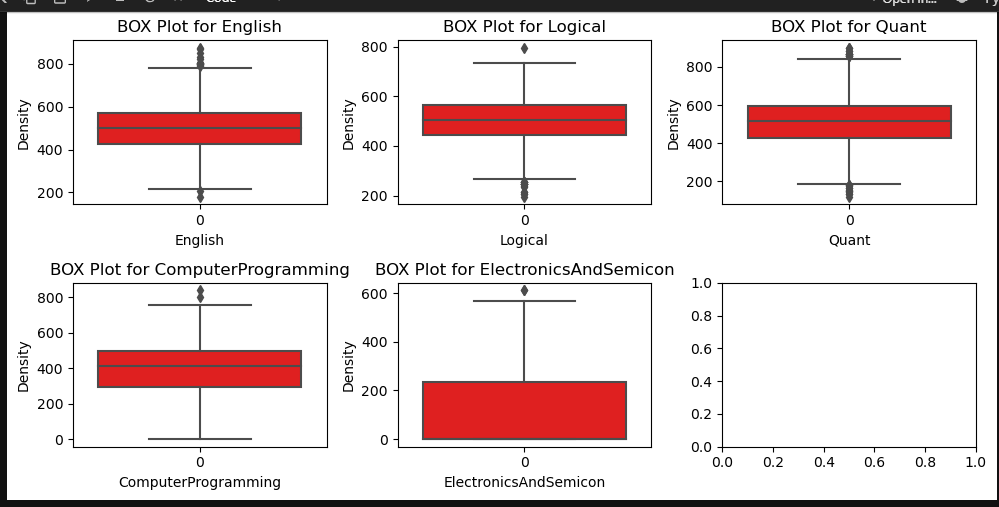 Open in...
BOX Plot for English
BOX Plot for Logical
BOX Plot for Quant
Density
800
600
400
200
0
English
Density
800
600
400
200
0
Logical
Density
800
600
400
200
0
Quant
BOX Plot for ComputerProgramming
BOX Plot for ElectronicsAndSemicon
Density
800
600
400
200
0
0
ComputerProgramming
Density
600
400
200
0
0
ElectronicsAndSemicon
1.0
0.8
0.6
0.4
0.2
0.0
0.0 0.2 0.4 0.6 0.8 1.0